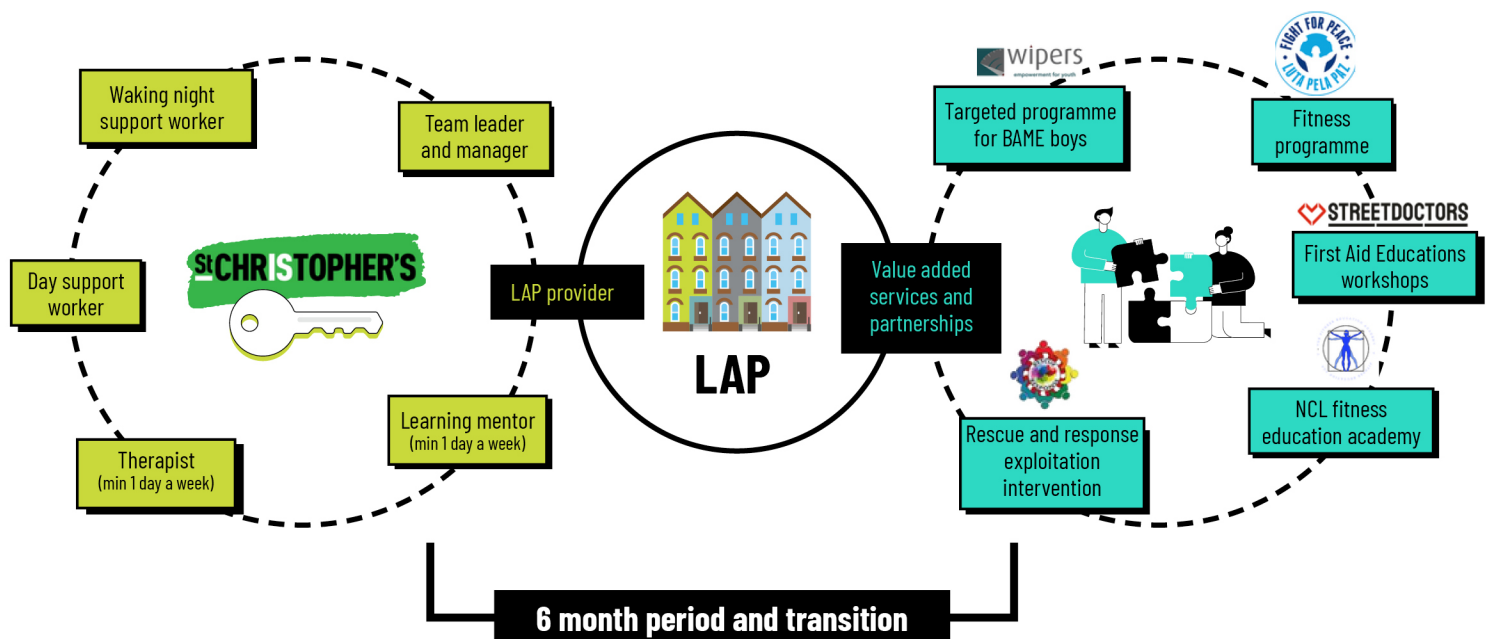 Waking night
support worker
Team leader
and manager
St CHRISTOPHER'S
Day support
worker
LAP provider
Therapist
(min 1 day a week)
Learning mentor
(min 1 day a week)
LAP
wipers
empowerment for youth
Targeted programme
for BAME boys
FIGHT FOR PEACE
LUTA PELA PAZ
Fitness
programme
STREETDOCTORS
First Aid Educations
workshops
Value added
services and
partnerships
NCL fitness
education academy
Rescue and response
exploitation
intervention
6 month period and transition